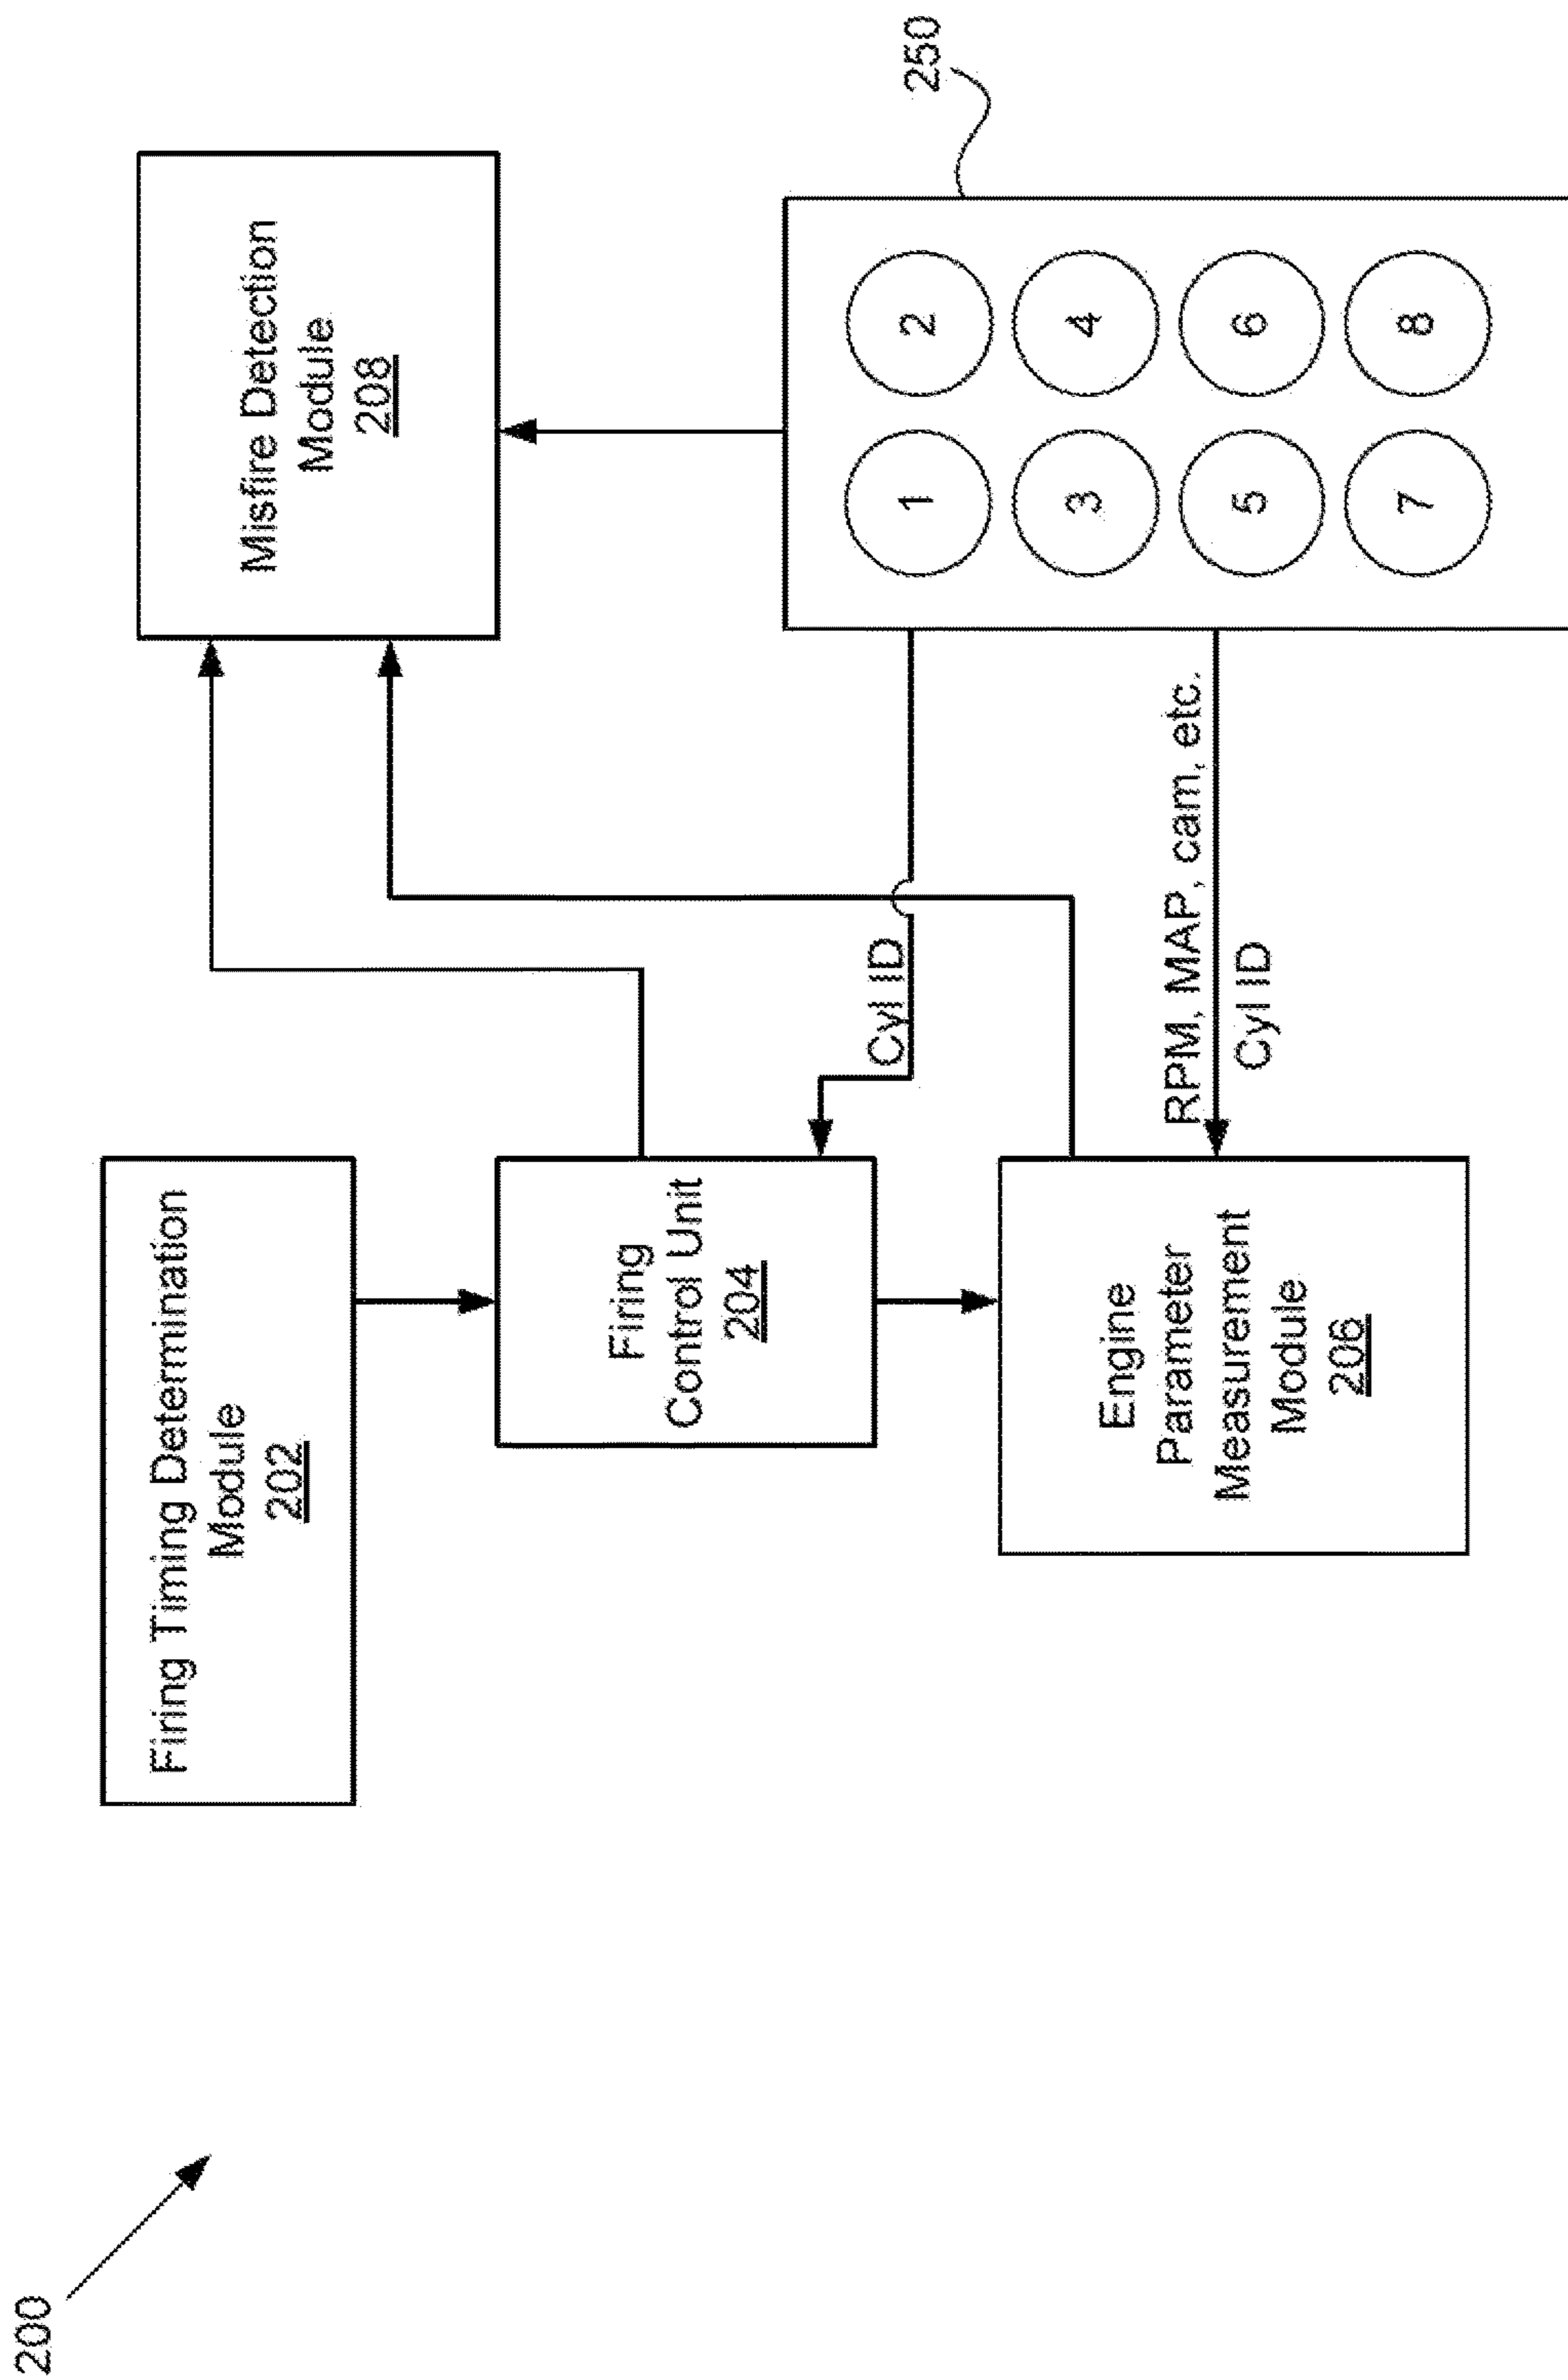 200
Firing Timing Determination
Module
202
Firing
Control Unit
204
Engine
Parameter
Measurement
Module
206
Cyl ID
RPM, MAP, cam, etc.
Cyl ID
Misfire Detection
Module
208
250
1
2
3
4
5
6
7
8